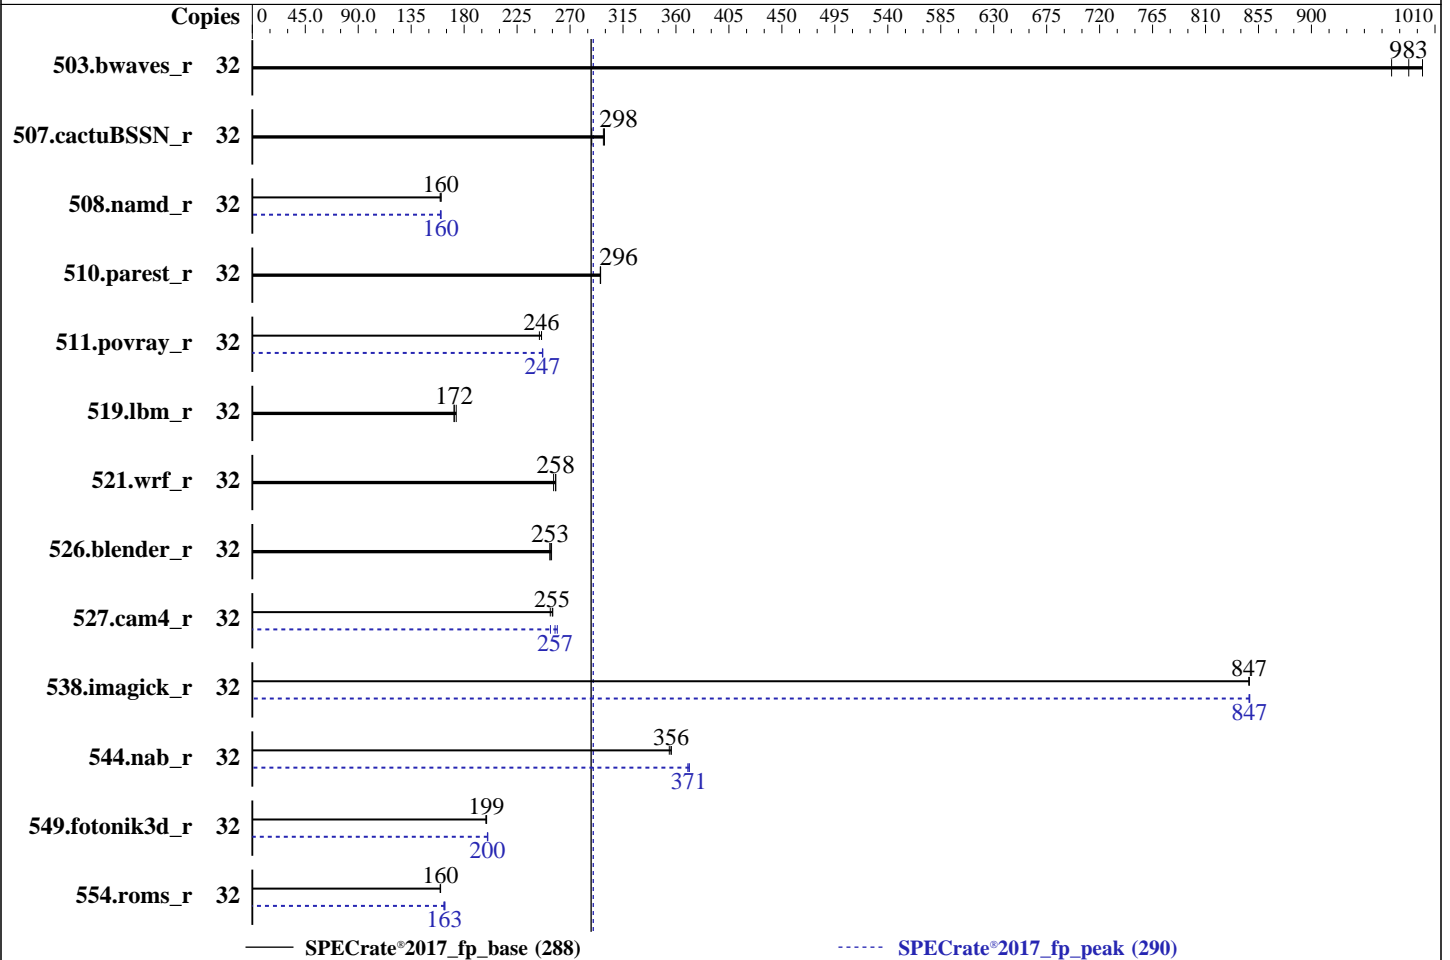 Copies 0 45.0 90.0 135 180 225 270 315 360 405 450 495 540 585 630 675 720 765 810 855 900 1010
503.bwaves_r 32 983
507.cactuBSSN_r 32 298
508.namd_r 32 160
160
510.parest_r 32 296
511.povray_r 32 246
247
519.lbm_r 32 172
521.wrf_r 32 258
526.blender_r 32 253
527.cam4_r 32 255
257
538.imagick_r 32 847
847
544.nab_r 32 356
371
549.fotonik3d_r 32 199
200
554.roms_r 32 160
163
SPECrate®2017_fp_base (288) SPECrate®2017_fp_peak (290)